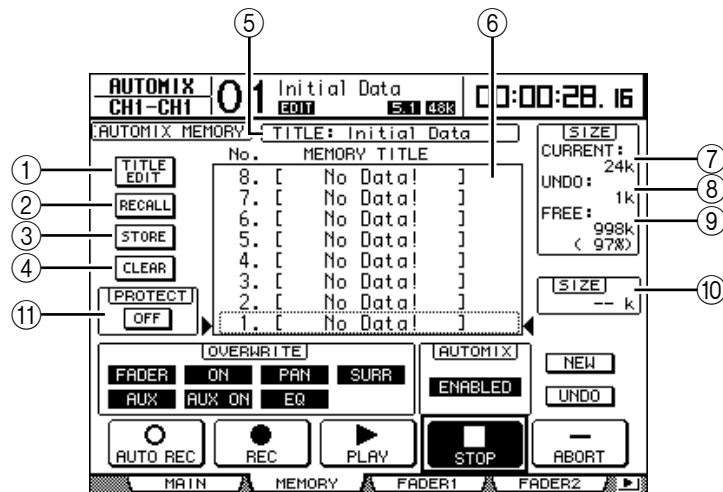 ⑤ ⑥
AUTOMIX
CH1-CH1
01
Initial Data
EDIT 5.1 48k
00:00:28. 16
AUTOMIX MEMORY
TITLE: Initial Data
No. MEMORY TITLE
8. [ No Data! ]
7. [ No Data! ]
6. [ No Data! ]
5. [ No Data! ]
4. [ No Data! ]
3. [ No Data! ]
2. [ No Data! ]
1. [ No Data! ]
① TITLE EDIT
② RECALL
③ STORE
④ CLEAR
⑪ PROTECT
OFF
SIZE
CURRENT: ⑦
24k
UNDO: ⑧
1k
FREE: ⑨
998k
( 97%)
SIZE ⑩
-- k
OVERWRITE
FADER ON PAN SURR
AUX AUX ON EQ
AUTOMIX
ENABLED
NEW
UNDO
AUTO REC REC PLAY STOP ABORT
MAIN MEMORY FADER1 FADER2